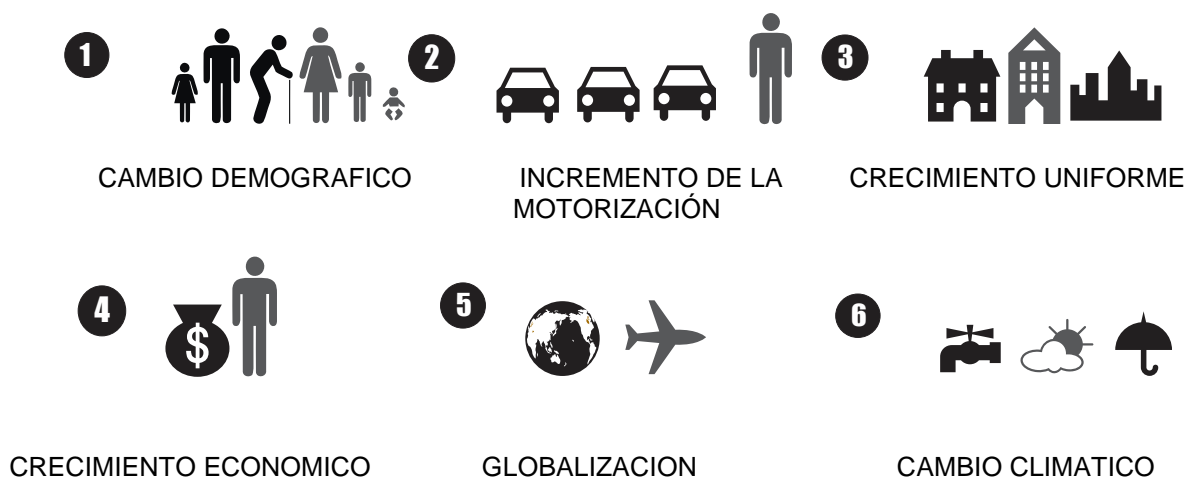 1
2
3
CAMBIO DEMOGRAFICO
INCREMENTO DE LA
MOTORIZACIÓN
CRECIMIENTO UNIFORME
4
$
5
6
CRECIMIENTO ECONOMICO
GLOBALIZACION
CAMBIO CLIMATICO